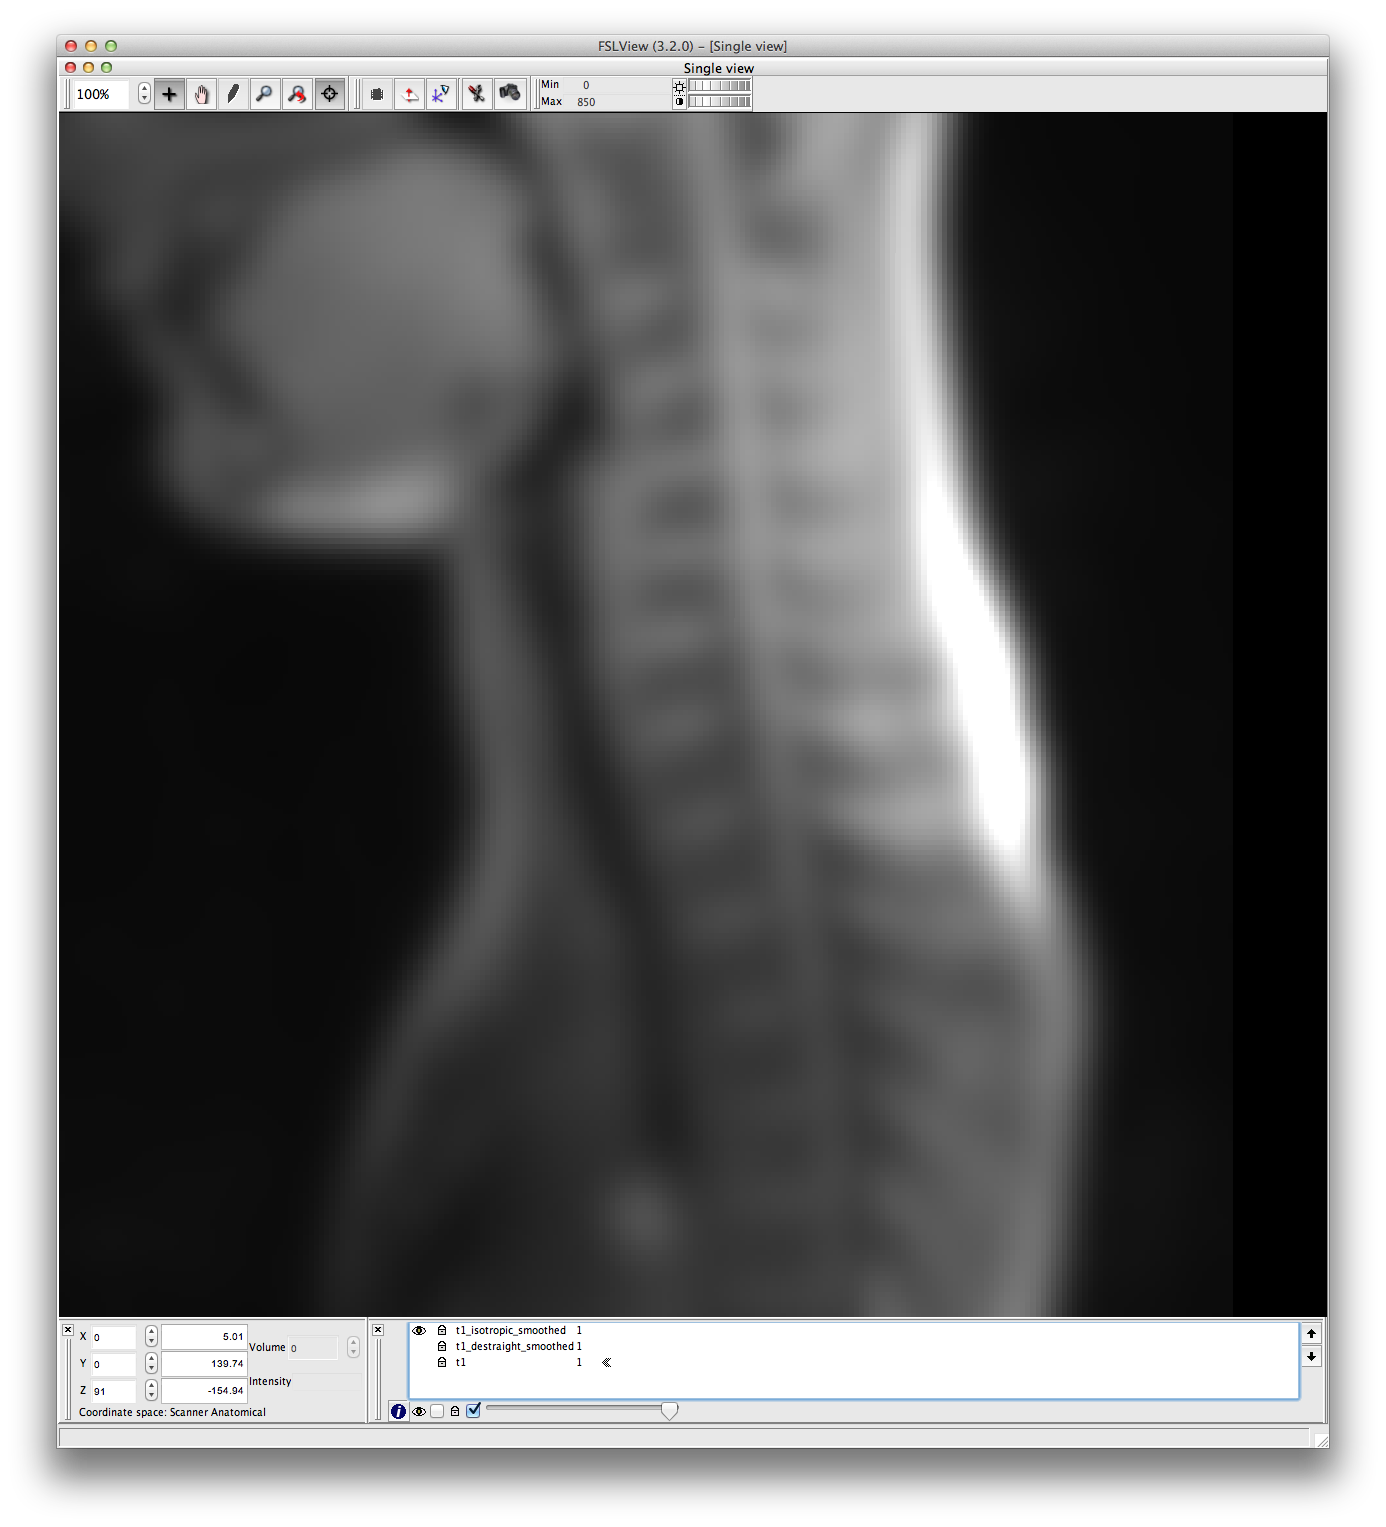 FSLView (3.2.0) – [Single view]
Single view
100%
Min 0
Max 850
X 0 5.01
Y 0 139.74
Z 91 -154.94
Volume 0
Intensity
Coordinate space: Scanner Anatomical
t1_isotropic_smoothed 1
t1_destraight_smoothed 1
t1 1